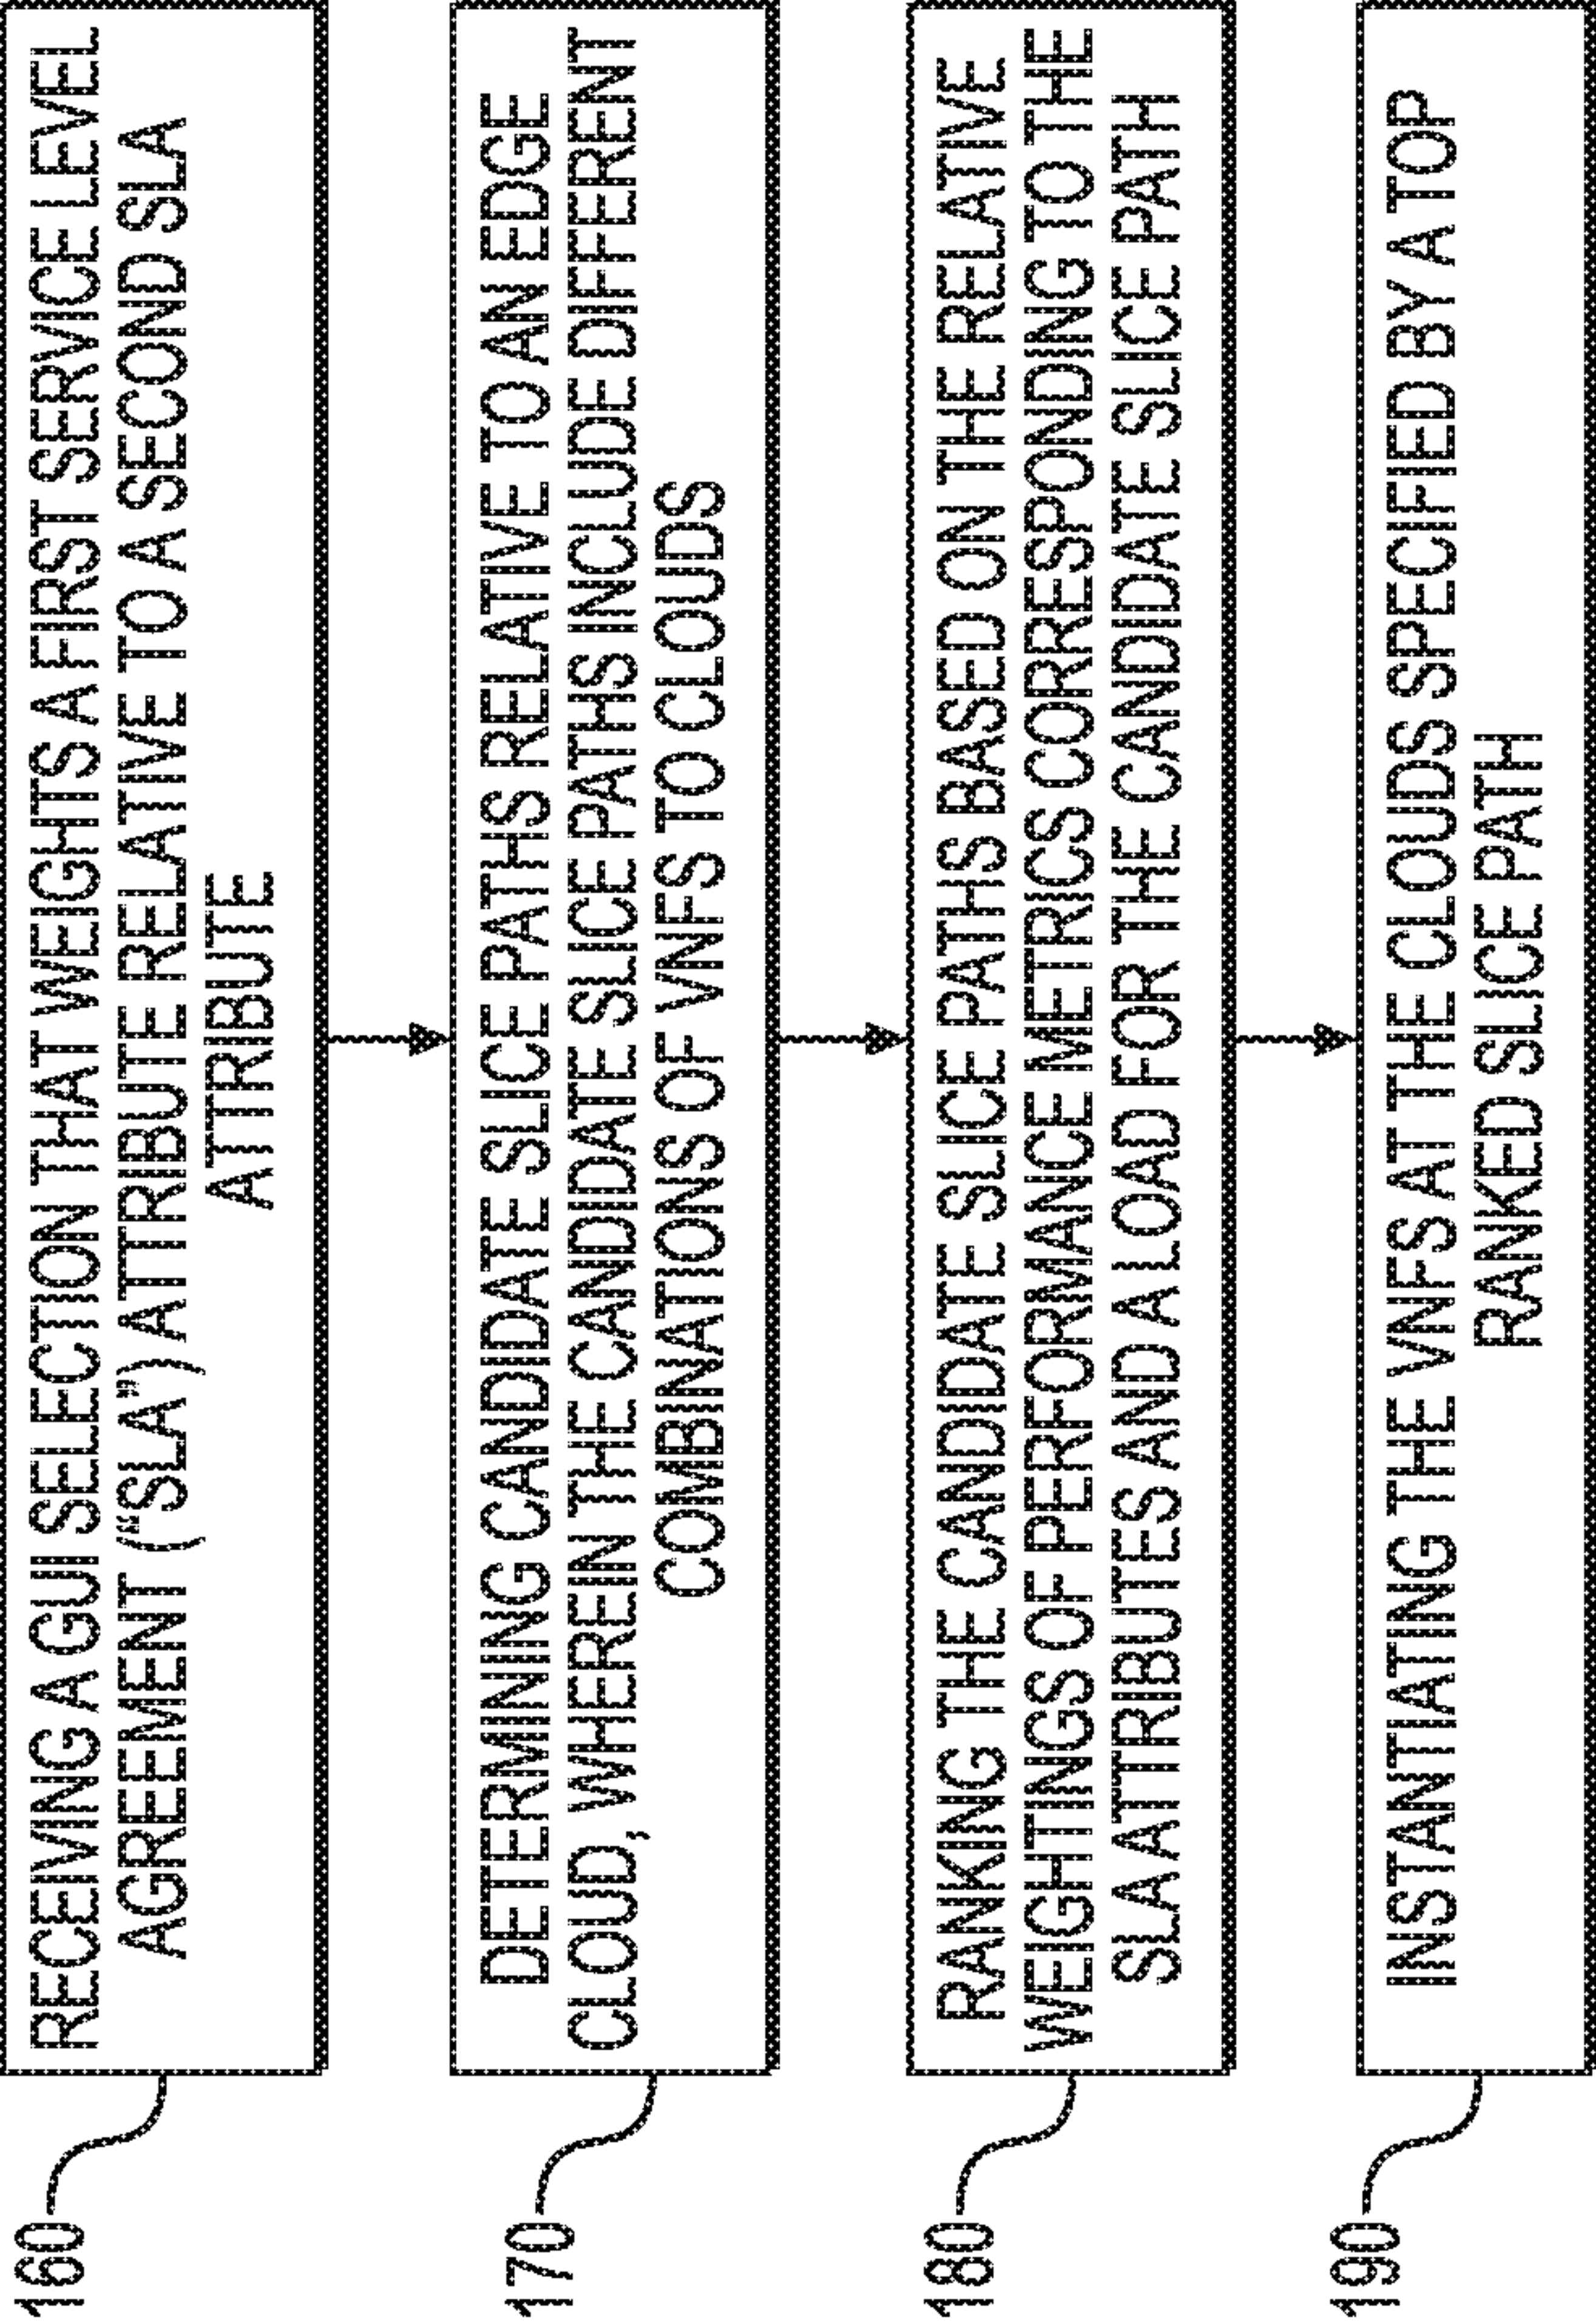 160
RECEIVING A GUI SELECTION THAT WEIGHTS A FIRST SERVICE LEVEL
AGREEMENT ("SLA") ATTRIBUTE RELATIVE TO A SECOND SLA
ATTRIBUTE
170
DETERMINING CANDIDATE SLICE PATHS RELATIVE TO AN EDGE
CLOUD, WHEREIN THE CANDIDATE SLICE PATHS INCLUDE DIFFERENT
COMBINATIONS OF VNFS TO CLOUDS
180
RANKING THE CANDIDATE SLICE PATHS BASED ON THE RELATIVE
WEIGHTINGS OF PERFORMANCE METRICS CORRESPONDING TO THE
SLA ATTRIBUTES AND A LOAD FOR THE CANDIDATE SLICE PATH
190
INSTANTIATING THE VNFS AT THE CLOUDS SPECIFIED BY A TOP
RANKED SLICE PATH